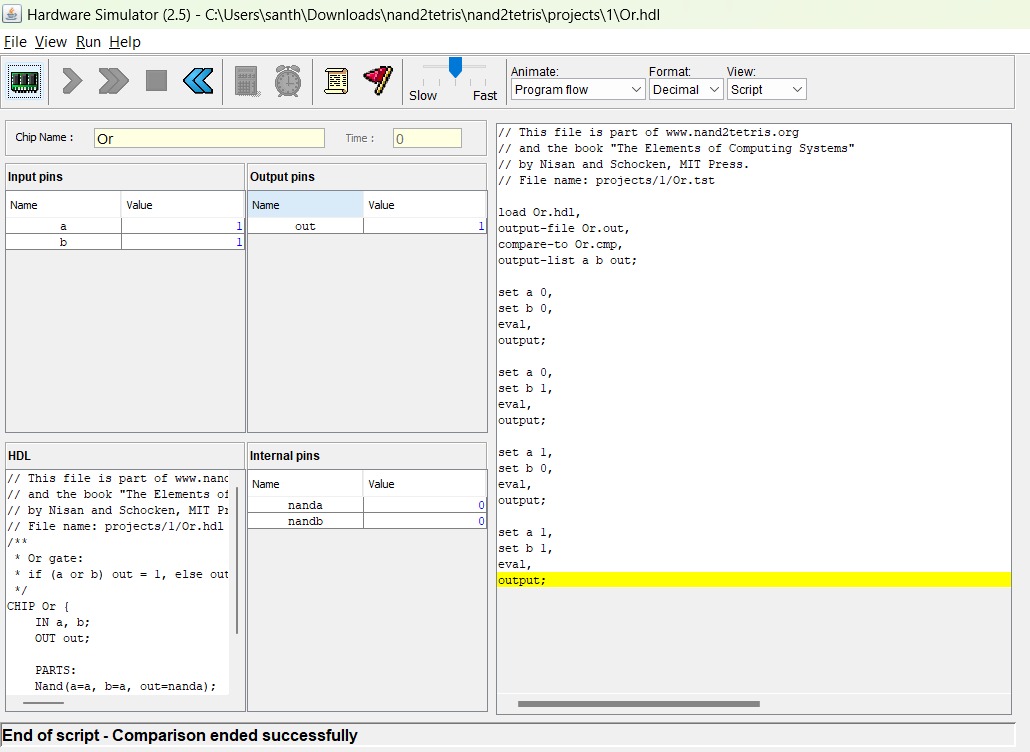 Hardware Simulator (2.5) - C:\Users\santh\Downloads\nand2tetris\nand2tetris\projects\1\Or.hdl
File View Run Help
Slow Fast
Animate: Format: View:
Program flow Decimal Script
Chip Name : Or Time : 0
Input pins
Name Value
a 1
b 1
Output pins
Name Value
out 1
HDL
// This file is part of www.nand
// and the book "The Elements of
// by Nisan and Schocken, MIT Pr
// File name: projects/1/Or.hdl
/**
* Or gate:
* if (a or b) out = 1, else out
*/
CHIP Or {
IN a, b;
OUT out;
PARTS:
Nand(a=a, b=a, out=nanda);
Internal pins
Name Value
nanda 0
nandb 0
// This file is part of www.nand2tetris.org
// and the book "The Elements of Computing Systems"
// by Nisan and Schocken, MIT Press.
// File name: projects/1/Or.tst
load Or.hdl,
output-file Or.out,
compare-to Or.cmp,
output-list a b out;
set a 0,
set b 0,
eval,
output;
set a 0,
set b 1,
eval,
output;
set a 1,
set b 0,
eval,
output;
set a 1,
set b 1,
eval,
output;
End of script - Comparison ended successfully